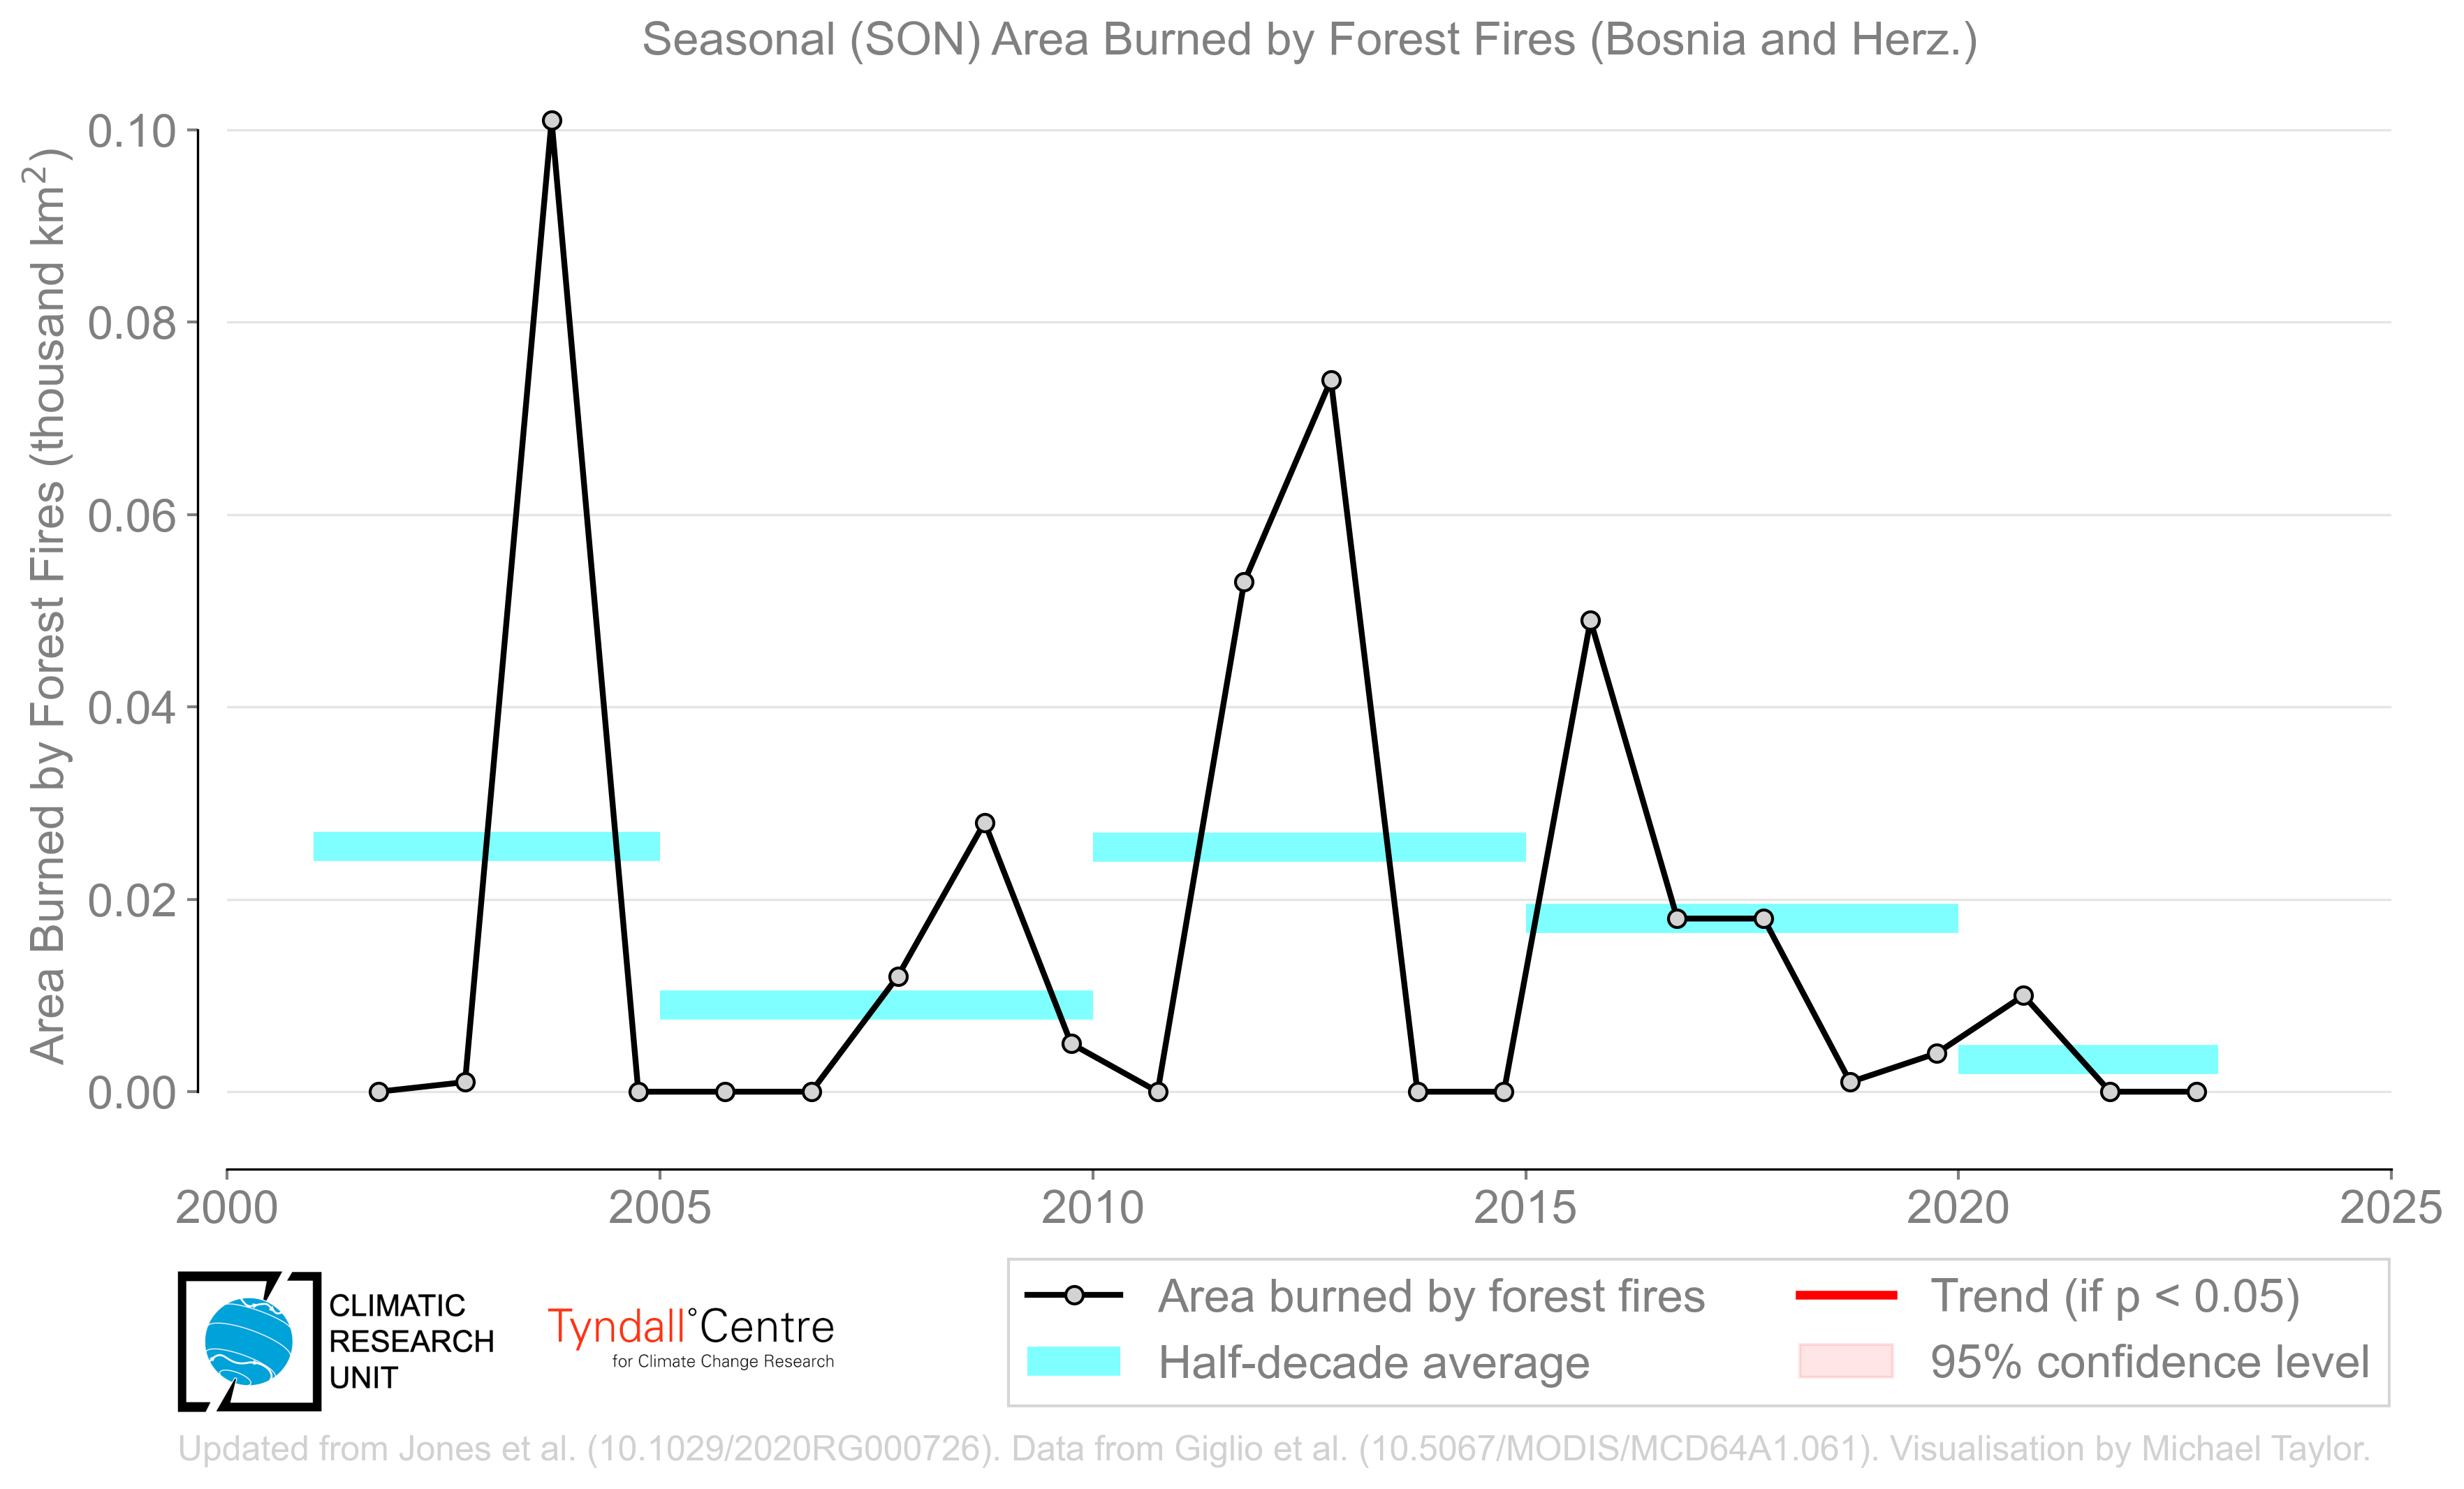 Seasonal (SON) Area Burned by Forest Fires (Bosnia and Herz.)
Area Burned by Forest Fires (thousand km²)
0.10
0.08
0.06
0.04
0.02
0.00
2000
2005
2010
2015
2020
2025
CLIMATIC
RESEARCH
UNIT
Tyndall°Centre
for Climate Change Research
Area burned by forest fires
Half-decade average
Trend (if p < 0.05)
95% confidence level
Updated from Jones et al. (10.1029/2020RG000726). Data from Giglio et al. (10.5067/MODIS/MCD64A1.061). Visualisation by Michael Taylor.